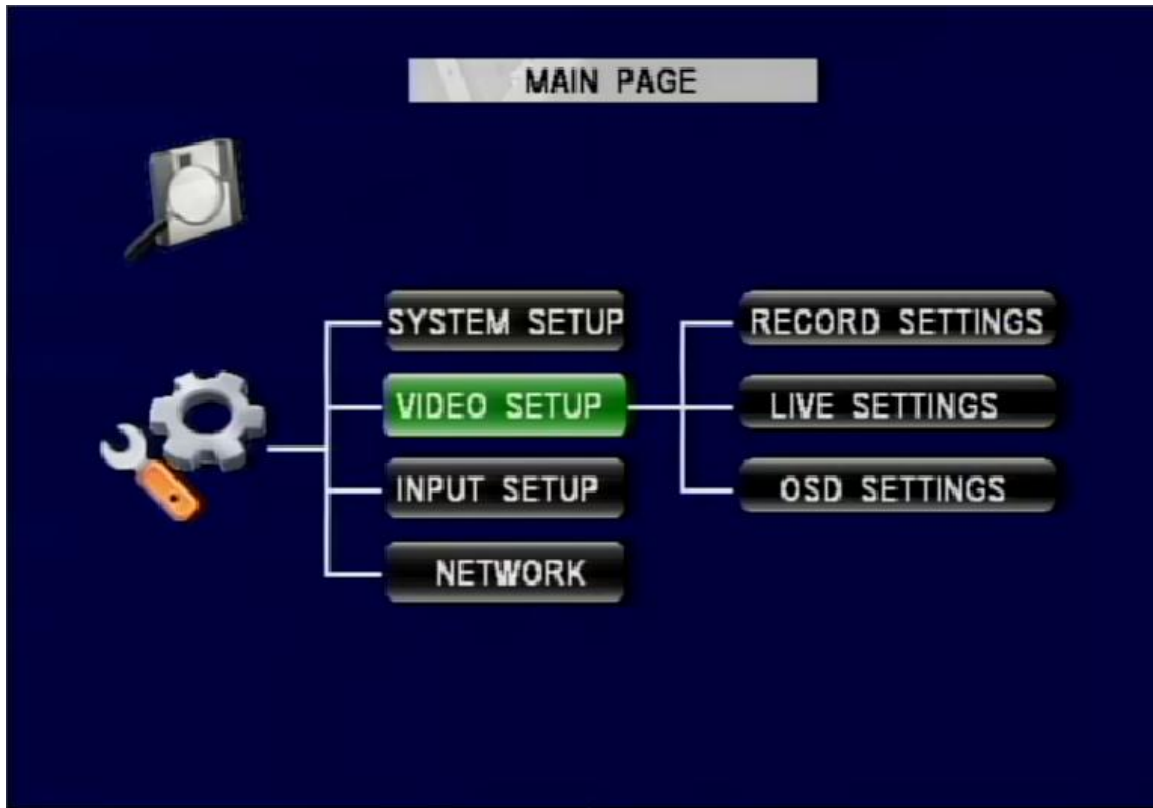 MAIN PAGE
SYSTEM SETUP
VIDEO SETUP
INPUT SETUP
NETWORK
RECORD SETTINGS
LIVE SETTINGS
OSD SETTINGS